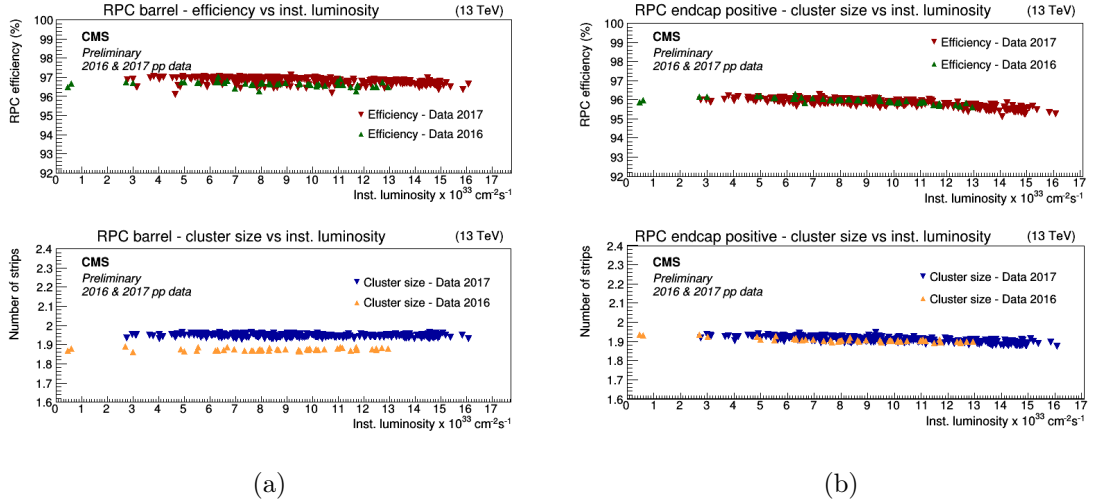 RPC barrel - efficiency vs inst. luminosity (13 TeV)
RPC efficiency (%)
CMS
Preliminary
2016 & 2017 pp data
Efficiency - Data 2017
Efficiency - Data 2016
101
100
99
98
97
96
95
94
93
92
0 1 2 3 4 5 6 7 8 9 10 11 12 13 14 15 16 17
Inst. luminosity x 10³³ cm⁻²s⁻¹
RPC endcap positive - cluster size vs inst. luminosity (13 TeV)
RPC efficiency (%)
CMS
Preliminary
2016 & 2017 pp data
Efficiency - Data 2017
Efficiency - Data 2016
101
100
99
98
97
96
95
94
93
92
0 1 2 3 4 5 6 7 8 9 10 11 12 13 14 15 16 17
Inst. luminosity x 10³³ cm⁻²s⁻¹
RPC barrel - cluster size vs inst. luminosity (13 TeV)
Number of strips
CMS
Preliminary
2016 & 2017 pp data
Cluster size - Data 2017
Cluster size - Data 2016
2.4
2.3
2.2
2.1
2
1.9
1.8
1.7
1.6
0 1 2 3 4 5 6 7 8 9 10 11 12 13 14 15 16 17
Inst. luminosity x 10³³ cm⁻²s⁻¹
RPC endcap positive - cluster size vs inst. luminosity (13 TeV)
Number of strips
CMS
Preliminary
2016 & 2017 pp data
Cluster size - Data 2017
Cluster size - Data 2016
2.4
2.3
2.2
2.1
2
1.9
1.8
1.7
1.6
0 1 2 3 4 5 6 7 8 9 10 11 12 13 14 15 16 17
Inst. luminosity x 10³³ cm⁻²s⁻¹
(a)
(b)